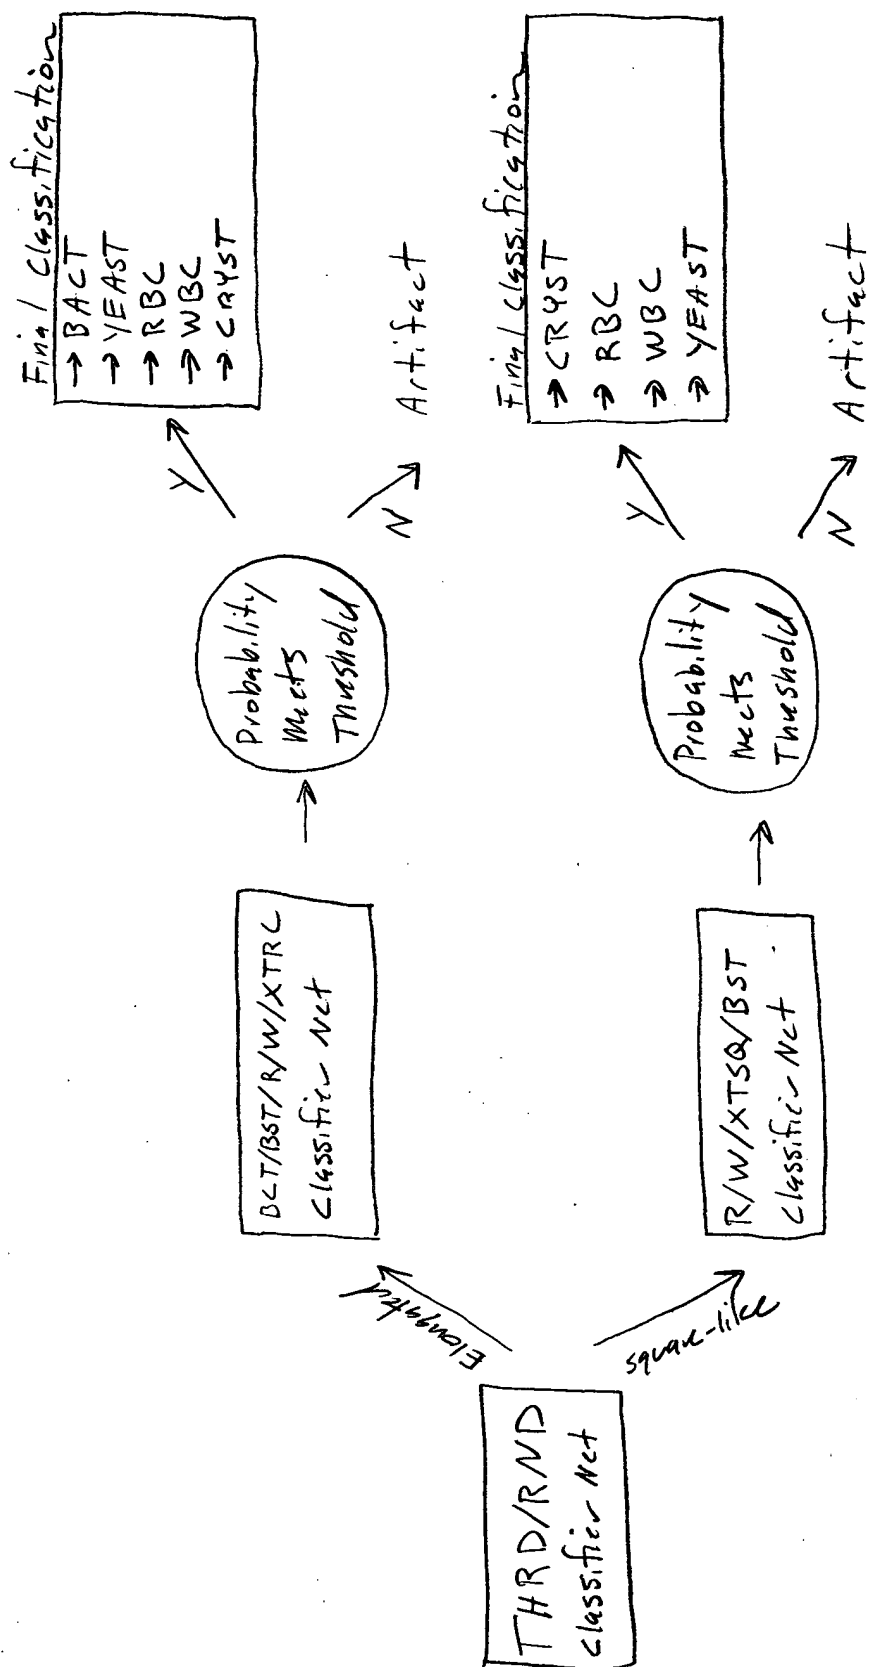 THRD/RND
Classifier Net
Elongated
square-like
BCT/BST/R/W/XTRC
Classifier Net
Probability
Meets
Threshold
Y
N
Final Classification
→ BACT
→ YEAST
→ RBC
→ WBC
→ CRYST
Artifact
R/W/XTSQ/BST
Classifier Net
Probability
Meets
Threshold
Y
N
Final Classification
→ CRYST
→ RBC
→ WBC
→ YEAST
Artifact